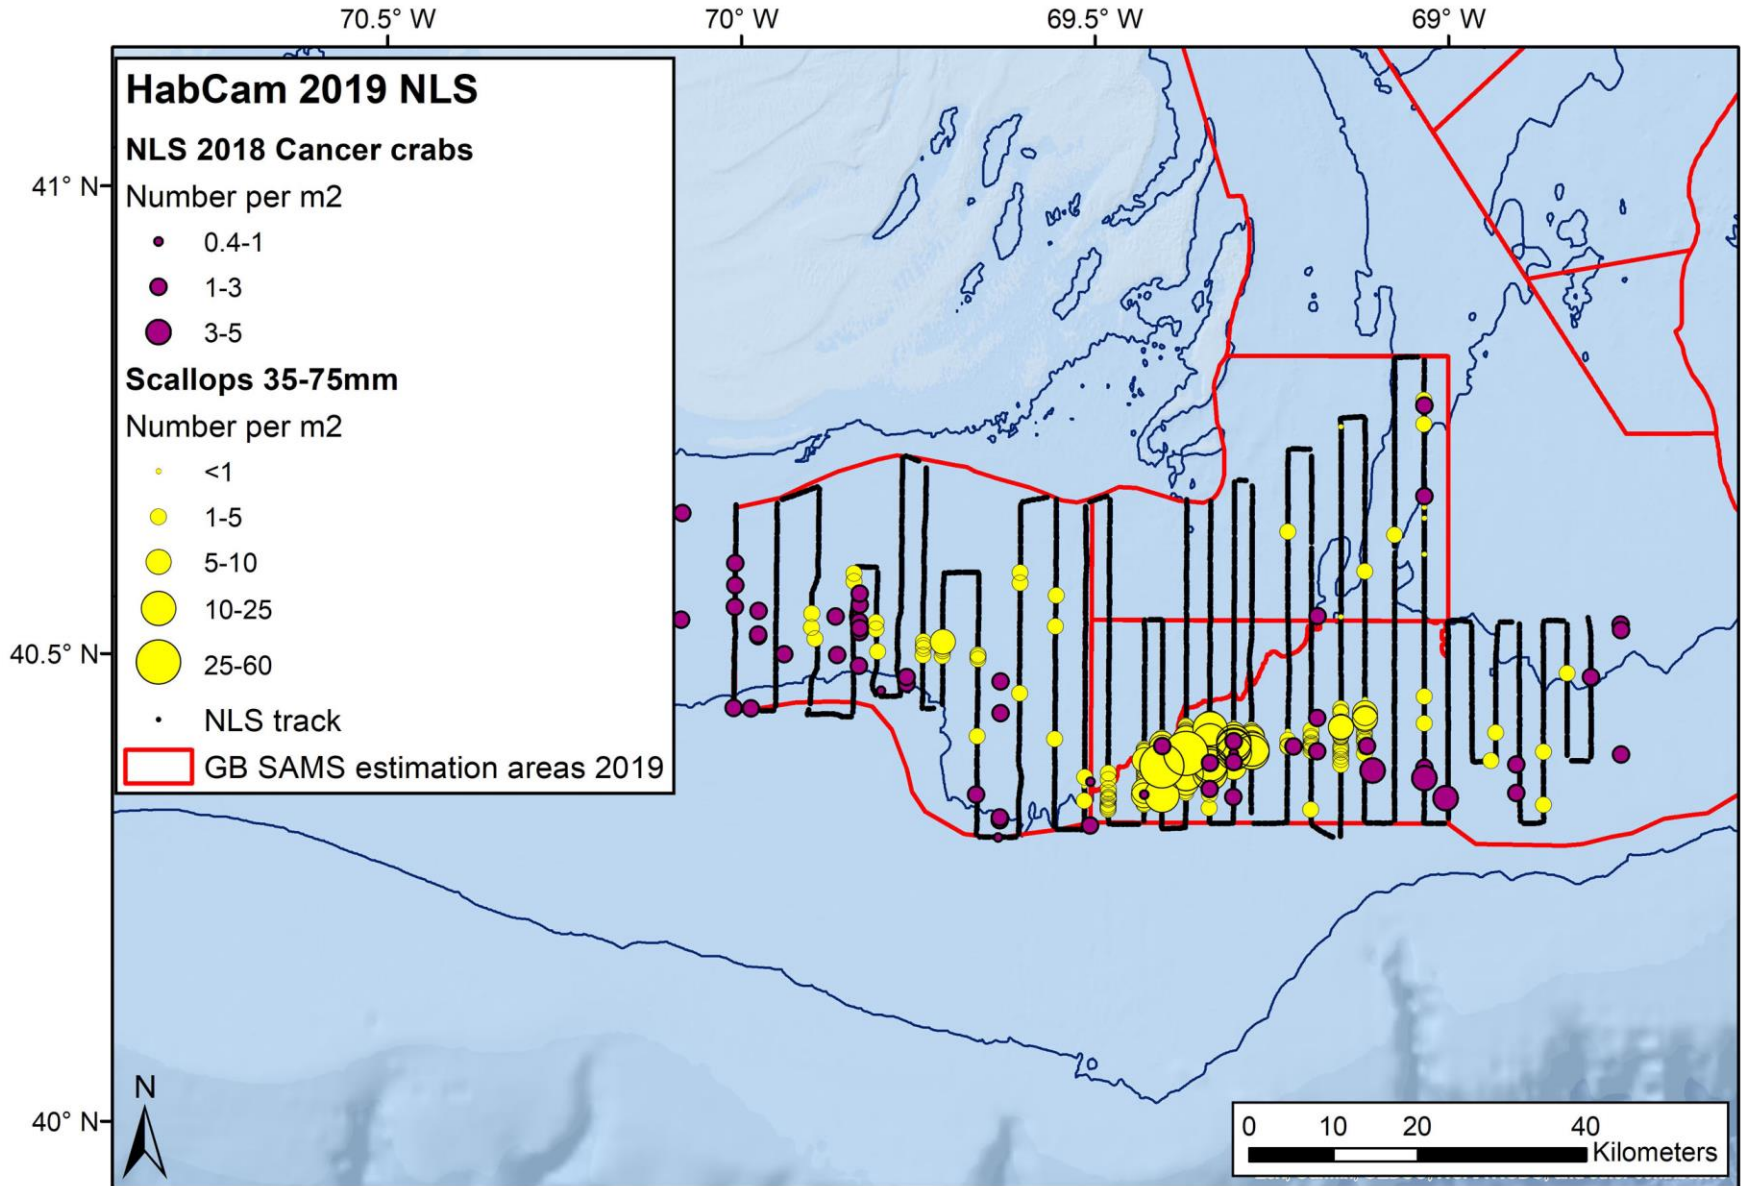 70.5° W 70° W 69.5° W 69° W
HabCam 2019 NLS
NLS 2018 Cancer crabs
41° N
Number per m2
0.4-1
1-3
3-5
Scallops 35-75mm
Number per m2
<1
1-5
5-10
10-25
25-60
40.5° N
NLS track
GB SAMS estimation areas 2019
N
40° N
0 10 20 40
Kilometers